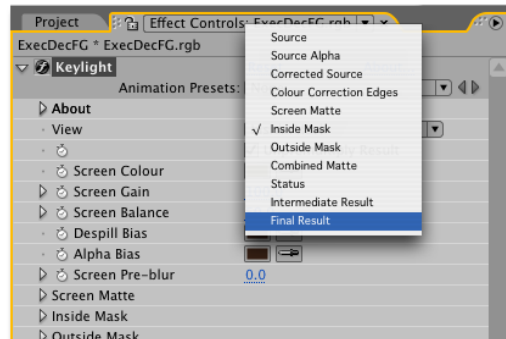 Project
Effect Controls: ExecDecFG.rgb
ExecDecFG * ExecDecFG.rgb
Keylight
Animation Presets:
About
View
Screen Colour
Screen Gain
Screen Balance
Despill Bias
Alpha Bias
Screen Pre-blur
0.0
Screen Matte
Inside Mask
Outside Mask
Source
Source Alpha
Corrected Source
Colour Correction Edges
Screen Matte
✓ Inside Mask
Outside Mask
Combined Matte
Status
Intermediate Result
Final Result